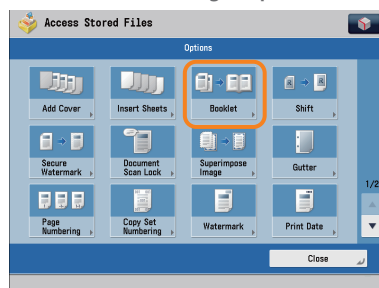 Access Stored Files
Options
Add Cover
Insert Sheets
Booklet
Shift
Secure
Watermark
Document
Scan Lock
Superimpose
Image
Gutter
1/2
Page
Numbering
Copy Set
Numbering
Watermark
Print Date
Close